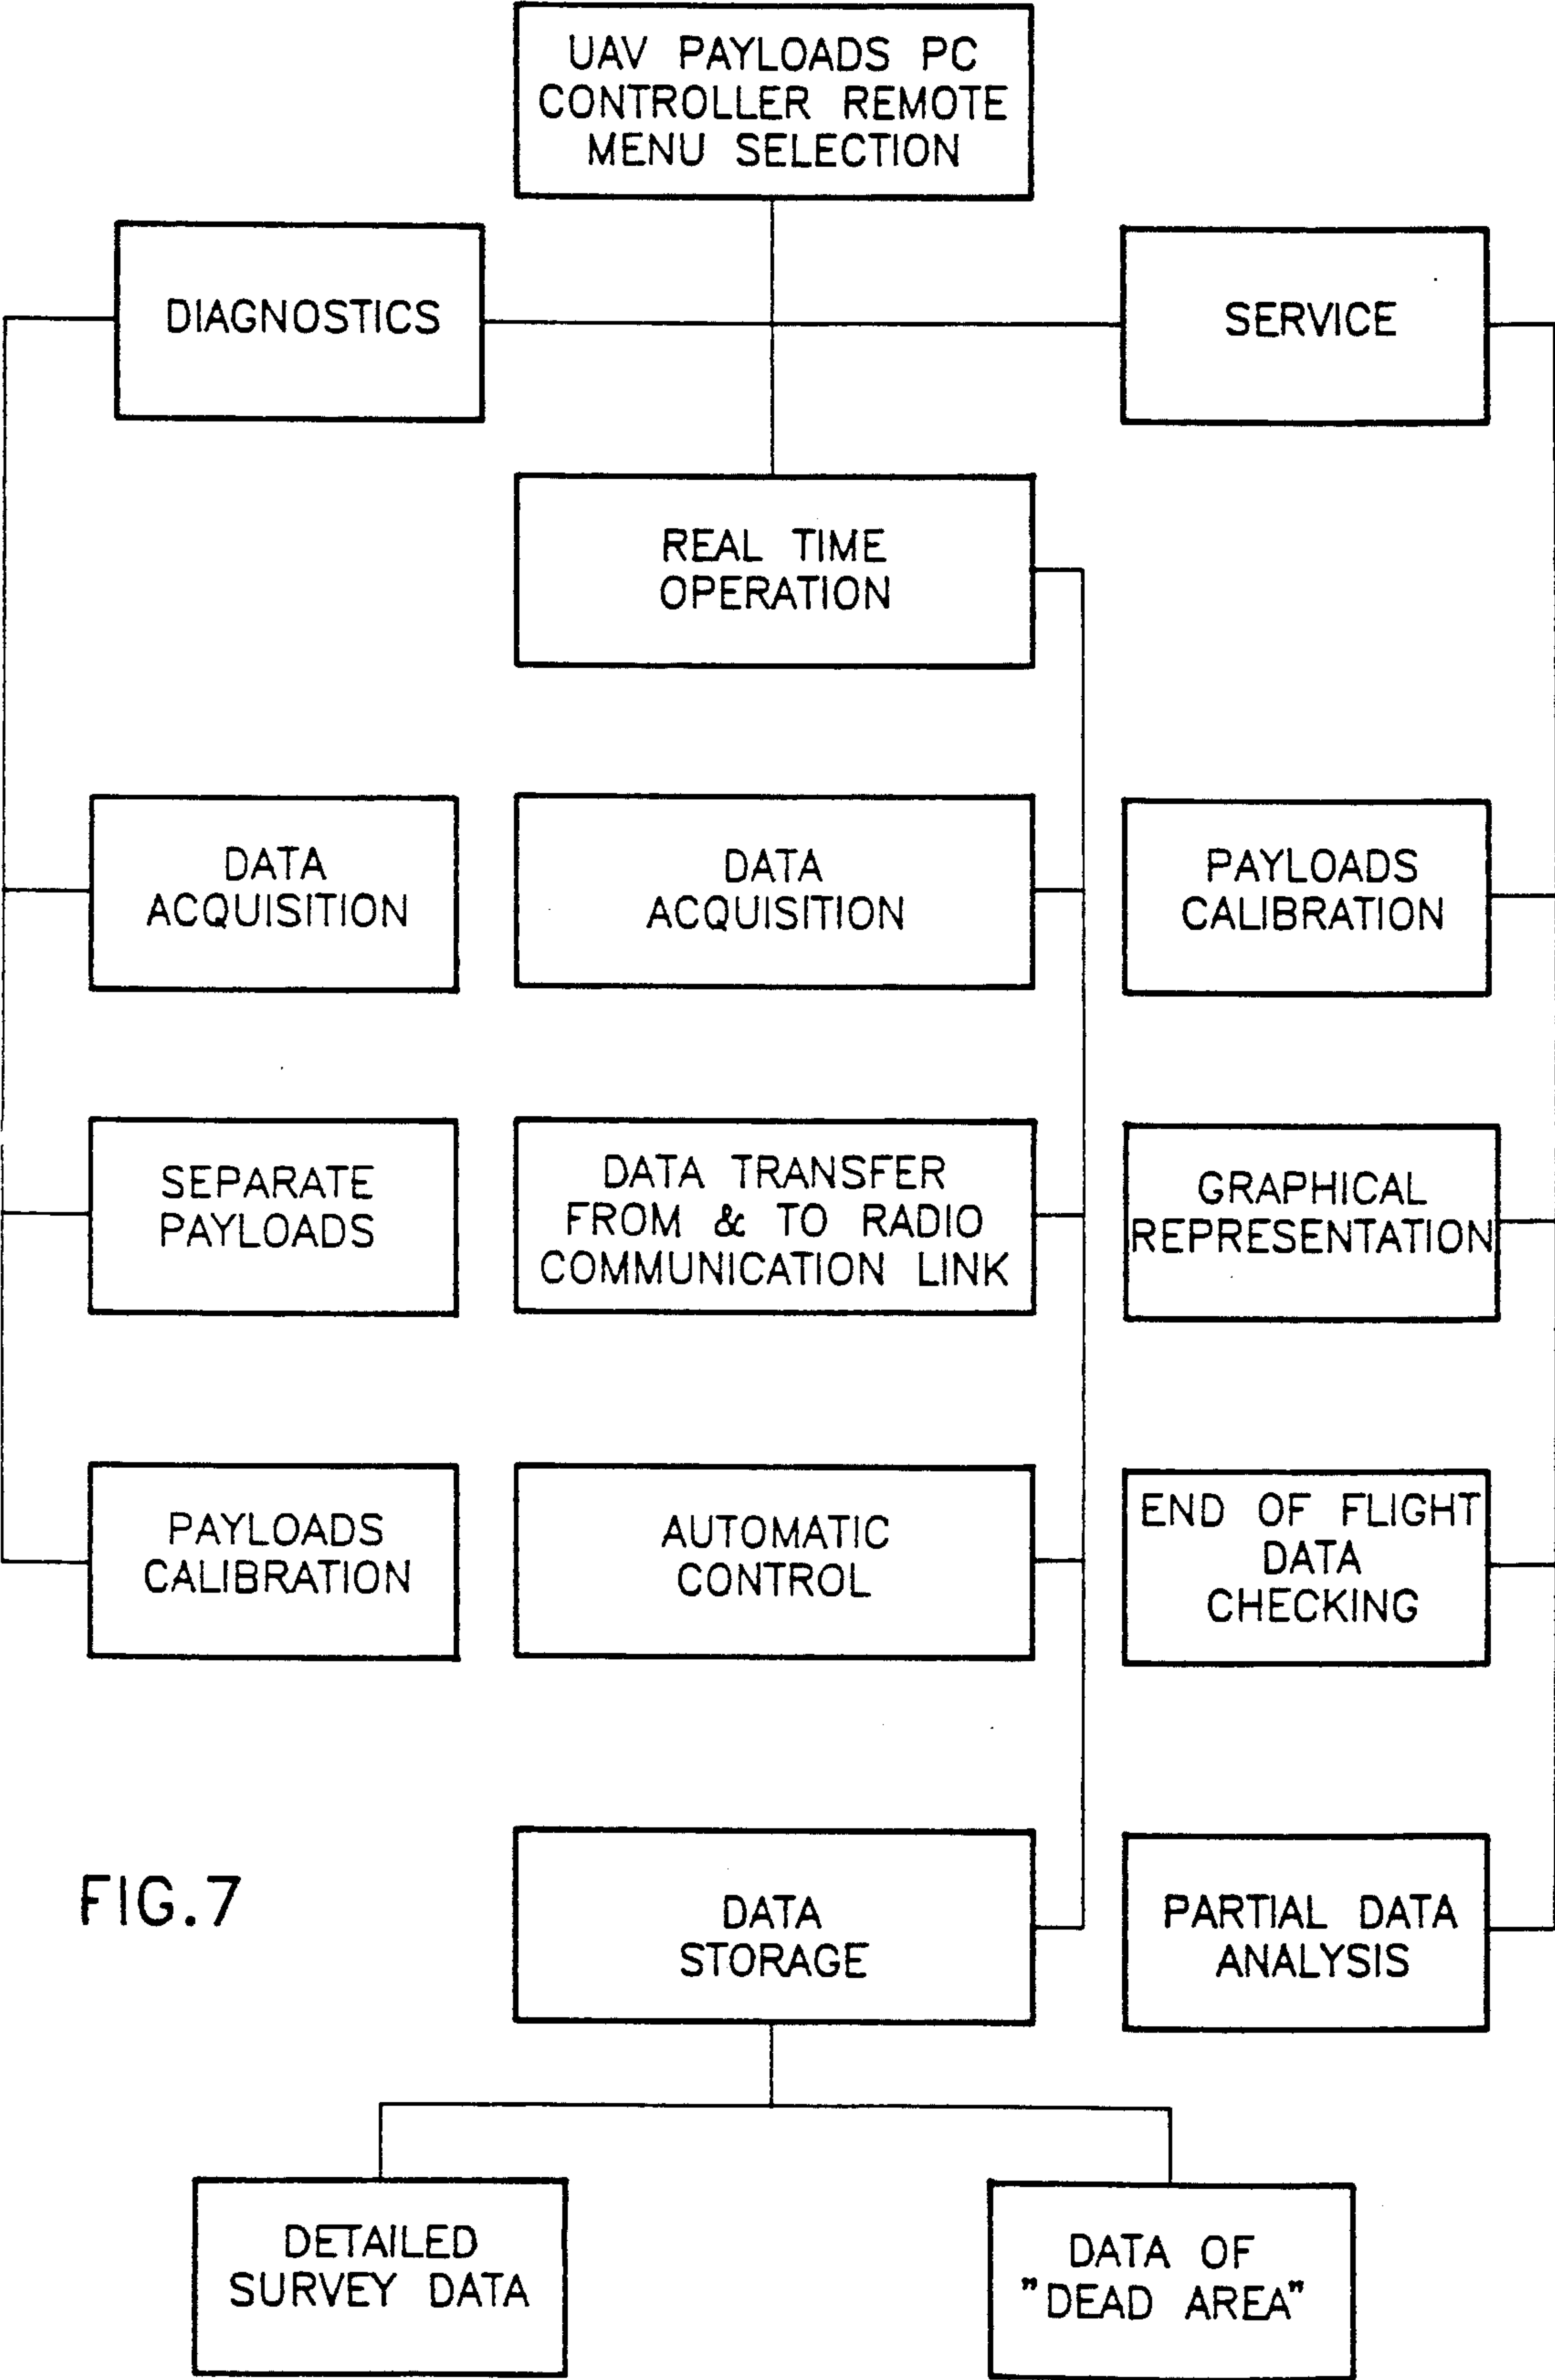 UAV PAYLOADS PC
CONTROLLER REMOTE
MENU SELECTION
DIAGNOSTICS
SERVICE
REAL TIME
OPERATION
DATA
ACQUISITION
DATA
ACQUISITION
PAYLOADS
CALIBRATION
SEPARATE
PAYLOADS
DATA TRANSFER
FROM & TO RADIO
COMMUNICATION LINK
GRAPHICAL
REPRESENTATION
PAYLOADS
CALIBRATION
AUTOMATIC
CONTROL
END OF FLIGHT
DATA
CHECKING
FIG.7
DATA
STORAGE
PARTIAL DATA
ANALYSIS
DETAILED
SURVEY DATA
DATA OF
"DEAD AREA"